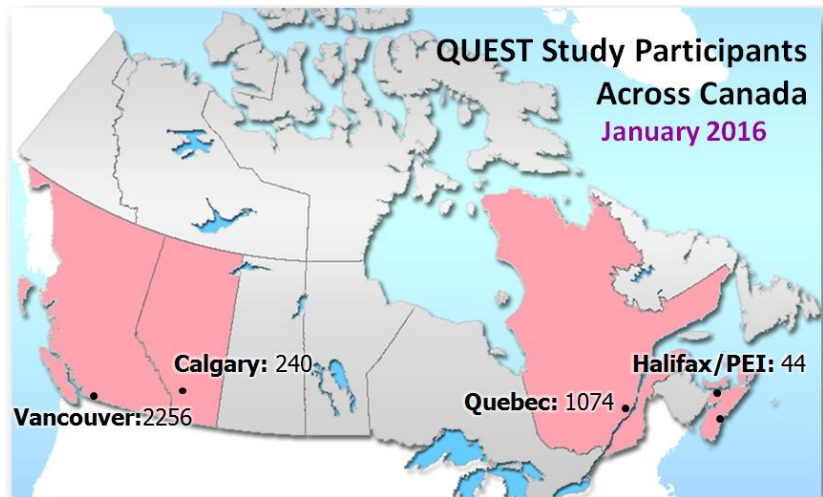 QUEST Study Participants
Across Canada
January 2016
Calgary: 240
Halifax/PEI: 44
Quebec: 1074
Vancouver:2256